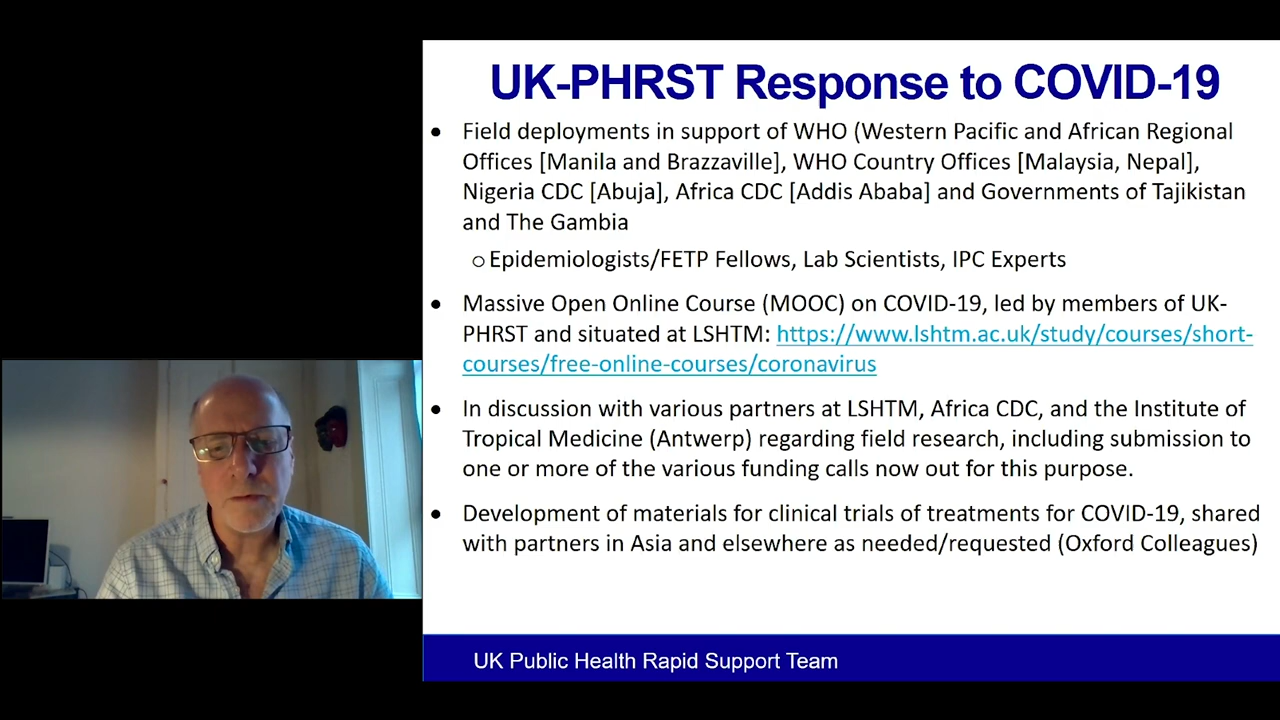 UK-PHRST Response to COVID-19
● Field deployments in support of WHO (Western Pacific and African Regional
Offices [Manila and Brazzaville], WHO Country Offices [Malaysia, Nepal],
Nigeria CDC [Abuja], Africa CDC [Addis Ababa] and Governments of Tajikistan
and The Gambia
○ Epidemiologists/FETP Fellows, Lab Scientists, IPC Experts
● Massive Open Online Course (MOOC) on COVID-19, led by members of UK-
PHRST and situated at LSHTM: https://www.lshtm.ac.uk/study/courses/short-
courses/free-online-courses/coronavirus
● In discussion with various partners at LSHTM, Africa CDC, and the Institute of
Tropical Medicine (Antwerp) regarding field research, including submission to
one or more of the various funding calls now out for this purpose.
● Development of materials for clinical trials of treatments for COVID-19, shared
with partners in Asia and elsewhere as needed/requested (Oxford Colleagues)
UK Public Health Rapid Support Team